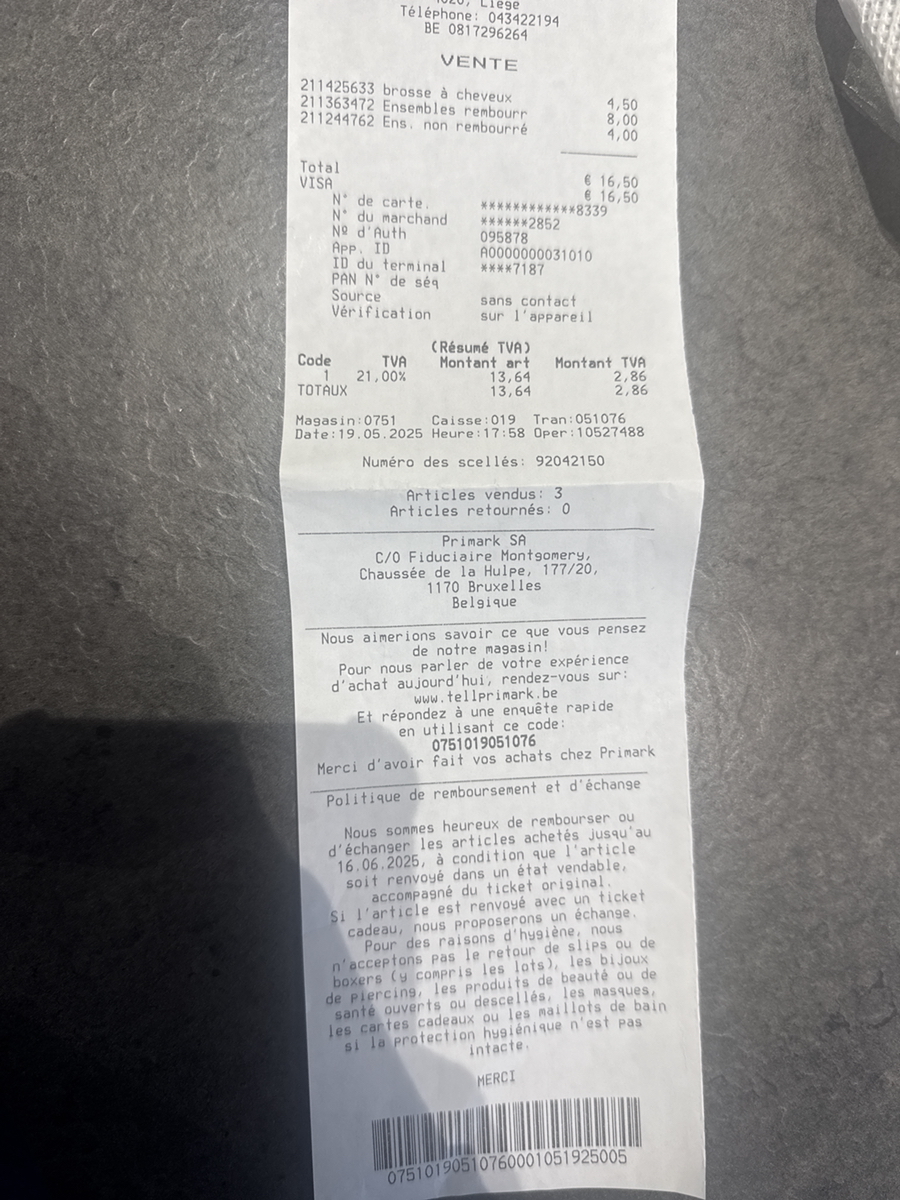 4020, Liège
Téléphone: 043422194
BE 0817296264
VENTE
211425633 brosse à cheveux 4,50
211363472 Ensembles rembourr 8,00
211244762 Ens. non rembourré 4,00
Total € 16,50
VISA € 16,50
N° de carte. ************8339
N° du marchand ******2852
Nº d'Auth 095878
App. ID A0000000031010
ID du terminal ****7187
PAN N° de séq
Source sans contact
Vérification sur l'appareil
(Résumé TVA)
Code TVA Montant art Montant TVA
1 21,00% 13,64 2,86
TOTAUX 13,64 2,86
Magasin:0751 Caisse:019 Tran:051076
Date:19.05.2025 Heure:17:58 Oper:10527488
Numéro des scellés: 92042150
Articles vendus: 3
Articles retournés: 0
Primark SA
C/O Fiduciaire Montgomery,
Chaussée de la Hulpe, 177/20,
1170 Bruxelles
Belgique
Nous aimerions savoir ce que vous pensez
de notre magasin!
Pour nous parler de votre expérience
d'achat aujourd'hui, rendez-vous sur:
www.tellprimark.be
Et répondez à une enquête rapide
en utilisant ce code:
0751019051076
Merci d'avoir fait vos achats chez Primark
Politique de remboursement et d'échange
Nous sommes heureux de rembourser ou
d'échanger les articles achetés jusqu'au
16.06.2025, à condition que l'article
soit renvoyé dans un état vendable,
accompagné du ticket original.
Si l'article est renvoyé avec un ticket
cadeau, nous proposerons un échange.
Pour des raisons d'hygiène, nous
n'acceptons pas le retour de slips ou de
boxers (y compris les lots), les bijoux
de piercing, les produits de beauté ou de
santé ouverts ou descellés, les masques,
les cartes cadeaux ou les maillots de bain
si la protection hygiénique n'est pas
intacte.
MERCI
07510190510760001051925005